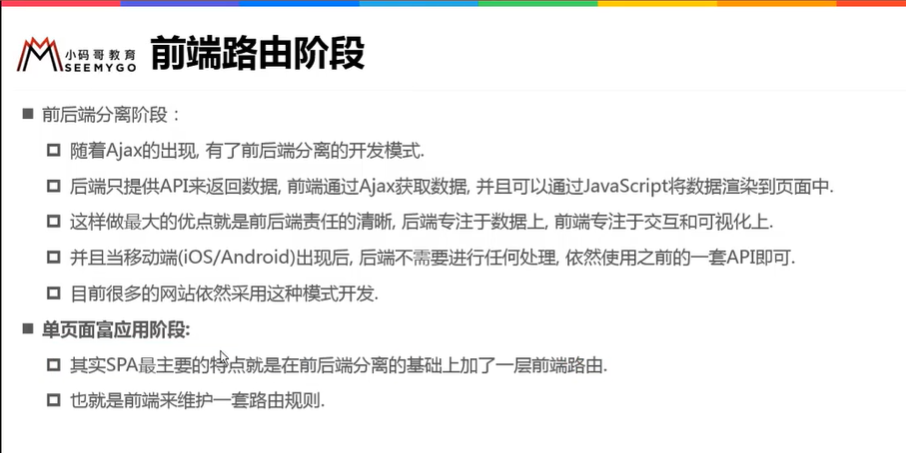 小码哥教育
SEEMYGO
前端路由阶段
前后端分离阶段：
随着Ajax的出现, 有了前后端分离的开发模式.
后端只提供API来返回数据, 前端通过Ajax获取数据, 并且可以通过JavaScript将数据渲染到页面中.
这样做最大的优点就是前后端责任的清晰, 后端专注于数据上, 前端专注于交互和可视化上.
并且当移动端(iOS/Android)出现后, 后端不需要进行任何处理, 依然使用之前的一套API即可.
目前很多的网站依然采用这种模式开发.
单页面富应用阶段:
其实SPA最主要的特点就是在前后端分离的基础上加了一层前端路由.
也就是前端来维护一套路由规则.